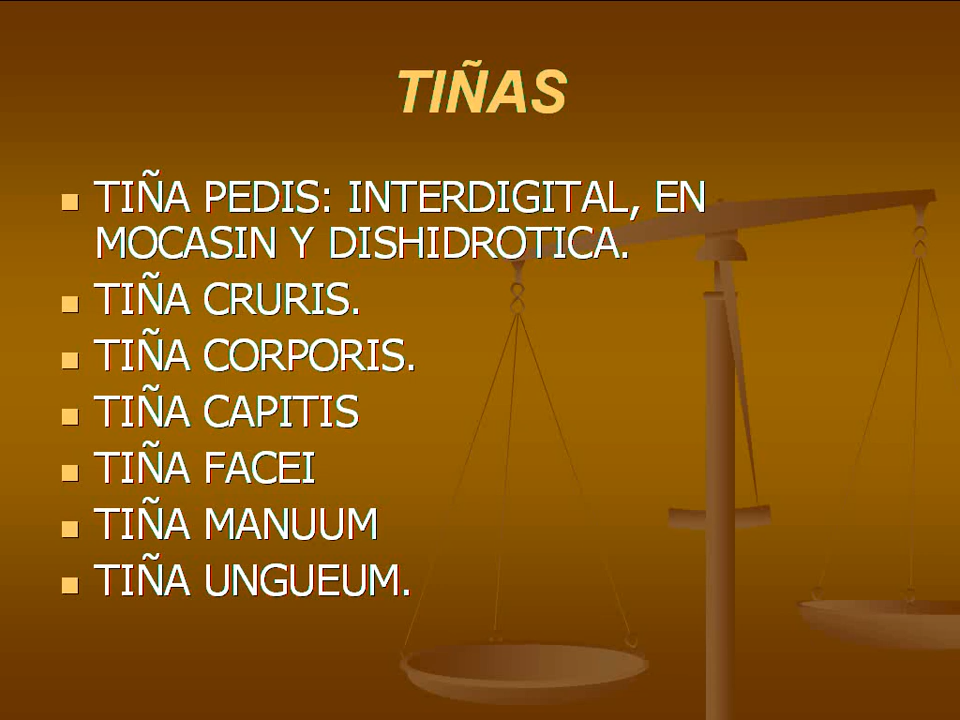 TIÑAS
TIÑA PEDIS: INTERDIGITAL, EN
MOCASIN Y DISHIDROTICA.
TIÑA CRURIS.
TIÑA CORPORIS.
TIÑA CAPITIS
TIÑA FACEI
TIÑA MANUUM
TIÑA UNGUEUM.